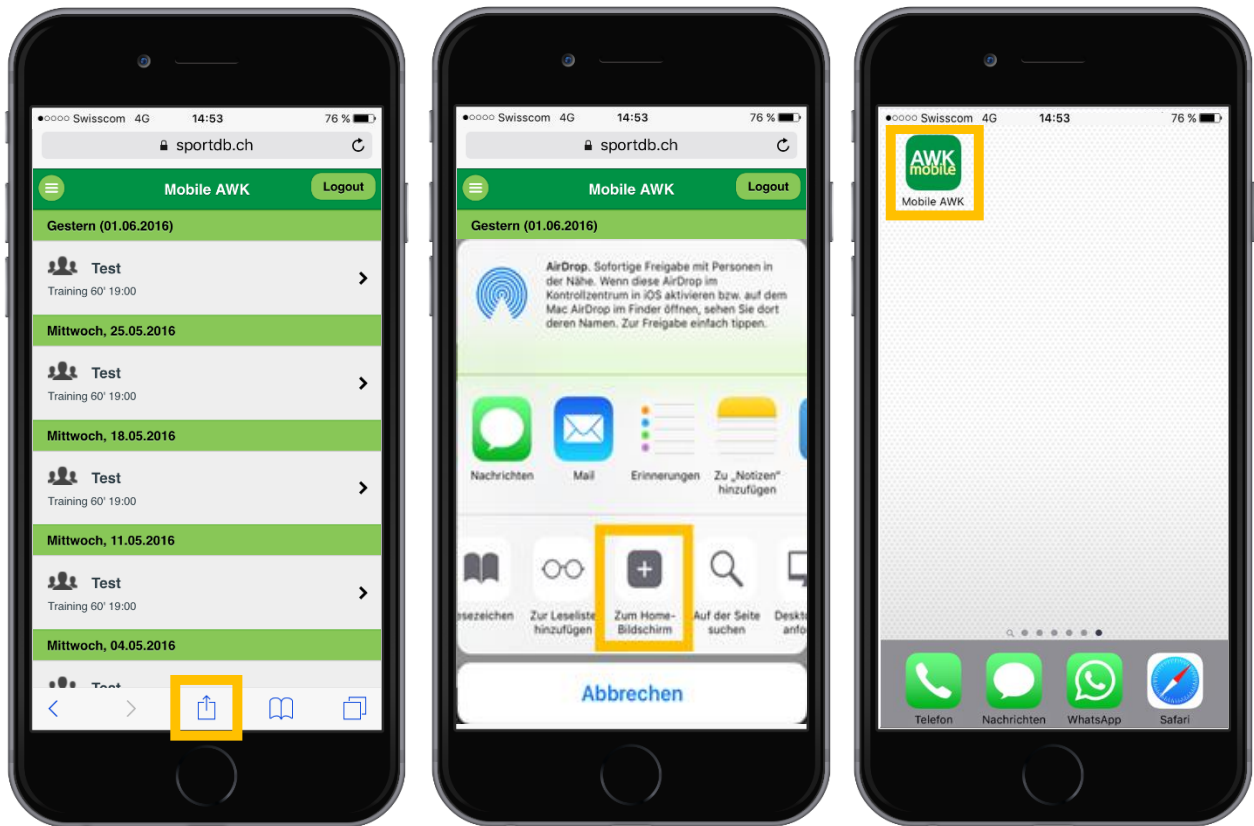 Swisscom 4G 14:53 76 %
sportdb.ch
Mobile AWK Logout
Gestern (01.06.2016)
Test
Training 60' 19:00
Mittwoch, 25.05.2016
Test
Training 60' 19:00
Mittwoch, 18.05.2016
Test
Training 60' 19:00
Mittwoch, 11.05.2016
Test
Training 60' 19:00
Mittwoch, 04.05.2016
Test
Swisscom 4G 14:53 76 %
sportdb.ch
Mobile AWK Logout
Gestern (01.06.2016)
AirDrop. Sofortige Freigabe mit Personen in
der Nähe. Wenn diese AirDrop im
Kontrollzentrum in iOS aktivieren bzw. auf dem
Mac AirDrop im Finder öffnen, sehen Sie dort
deren Namen. Zur Freigabe einfach tippen.
Nachrichten Mail Erinnerungen Zu „Notizen“
hinzufügen
esezeichen Zur Leseliste Zum Home- Auf der Seite Deskto
hinzufügen Bildschirm suchen anfo
Abbrechen
Swisscom 4G 14:53 76 %
AWK
mobile
Mobile AWK
Telefon Nachrichten WhatsApp Safari